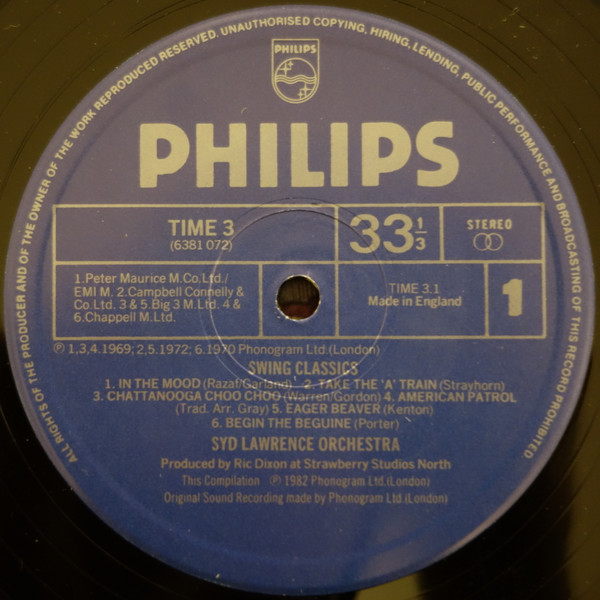 ALL RIGHTS OF THE PRODUCER AND OF THE OWNER OF THE WORK REPRODUCED RESERVED. UNAUTHORISED COPYING, HIRING, LENDING, PUBLIC PERFORMANCE AND BROADCASTING OF THIS RECORD PROHIBITED
PHILIPS
PHILIPS
TIME 3
(6381 072)
33 1/3
STEREO
1.Peter Maurice M.Co.Ltd./
EMI M. 2.Campbell Connelly &
Co.Ltd. 3 & 5.Big 3 M.Ltd. 4 &
6.Chappell M.Ltd.
TIME 3.1
Made in England
1
℗ 1,3,4.1969; 2,5.1972; 6.1970 Phonogram Ltd.(London)
SWING CLASSICS
1. IN THE MOOD (Razaf/Garland) 2. TAKE THE 'A' TRAIN (Strayhorn)
3. CHATTANOOGA CHOO CHOO (Warren/Gordon) 4. AMERICAN PATROL
(Trad. Arr. Gray) 5. EAGER BEAVER (Kenton)
6. BEGIN THE BEGUINE (Porter)
SYD LAWRENCE ORCHESTRA
Produced by Ric Dixon at Strawberry Studios North
This Compilation ℗ 1982 Phonogram Ltd.(London)
Original Sound Recording made by Phonogram Ltd.(London)